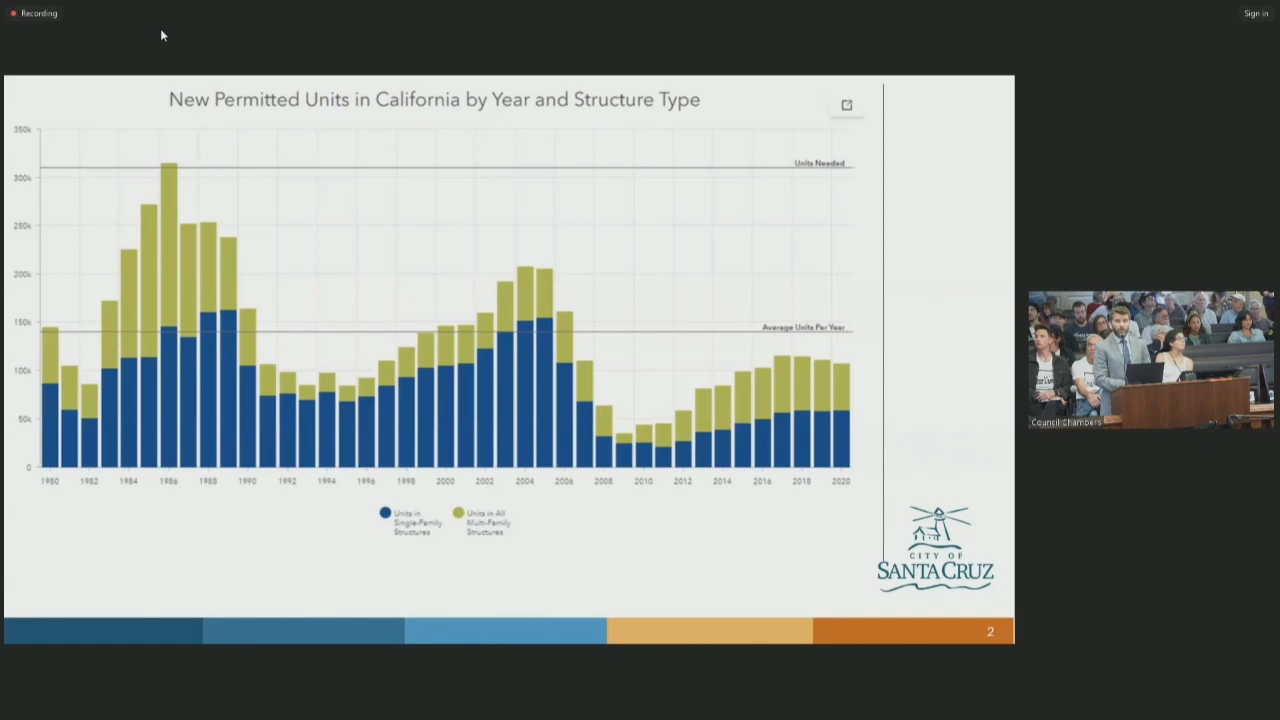 Recording
Sign in
New Permitted Units in California by Year and Structure Type
350k
Units Needed
300k
250k
200k
150k
Average Units Per Year
100k
50k
0
1980 1982 1984 1986 1988 1990 1992 1994 1996 1998 2000 2002 2004 2006 2008 2010 2012 2014 2016 2018 2020
Units in
Single-Family
Structures
Units in All
Multi-Family
Structures
CITY OF
SANTA CRUZ
2
Council Chambers